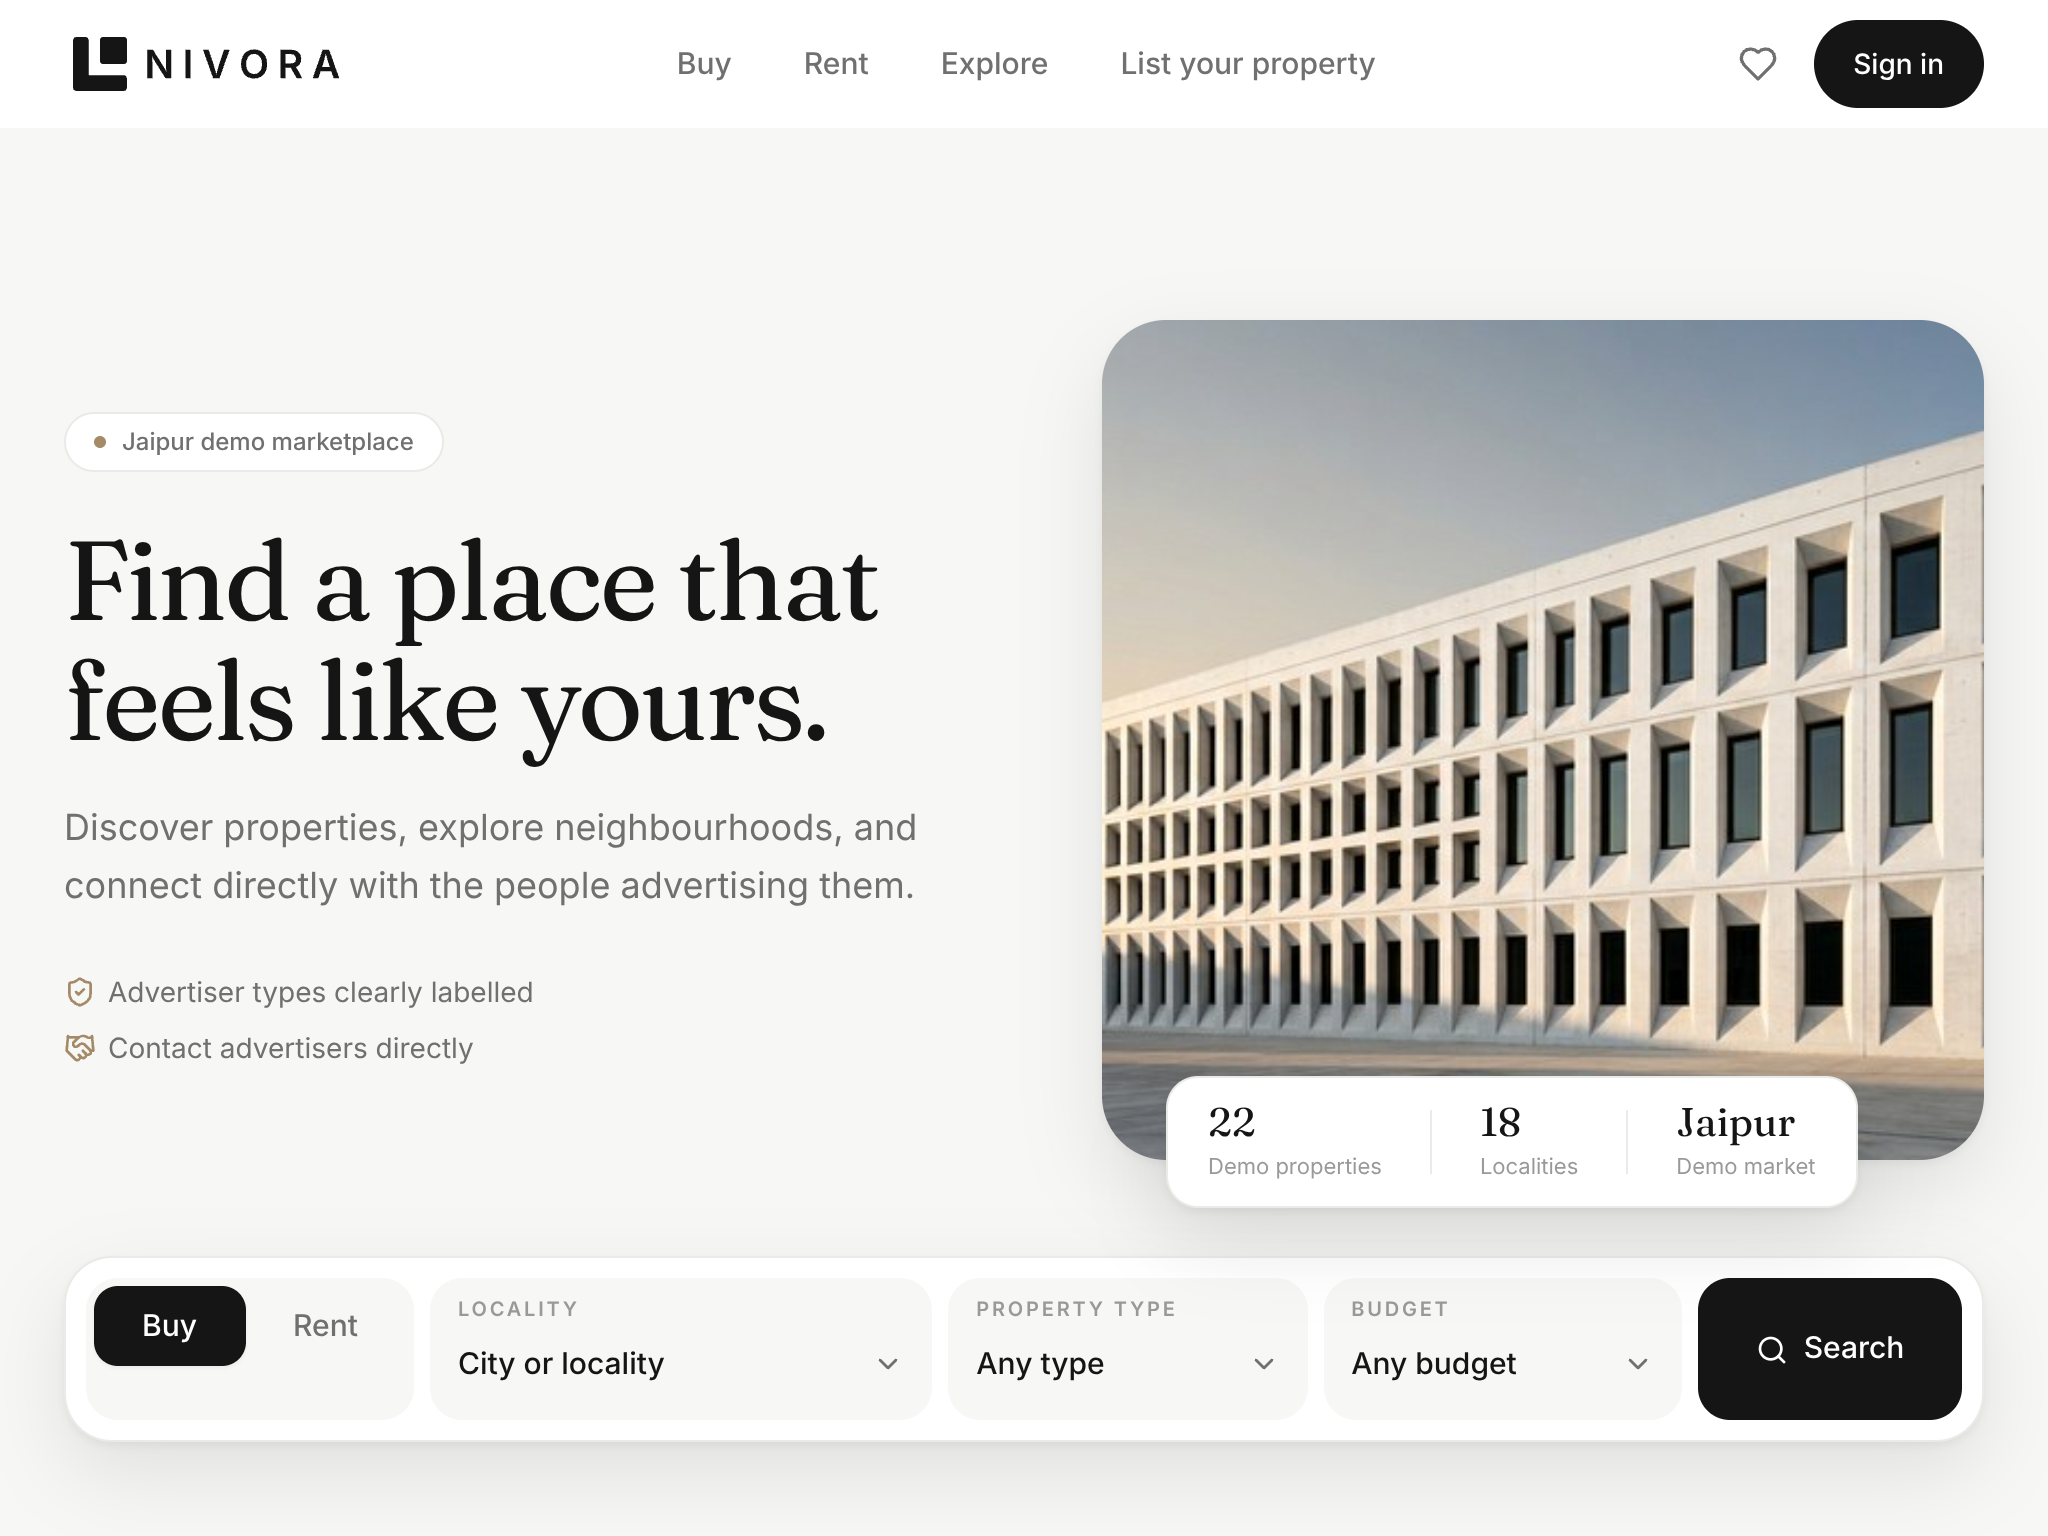 NIVORA
Buy
Rent
Explore
List your property
Sign in
Jaipur demo marketplace
Find a place that
feels like yours.
Discover properties, explore neighbourhoods, and
connect directly with the people advertising them.
Advertiser types clearly labelled
Contact advertisers directly
22
Demo properties
18
Localities
Jaipur
Demo market
Buy
Rent
LOCALITY
City or locality
PROPERTY TYPE
Any type
BUDGET
Any budget
Search